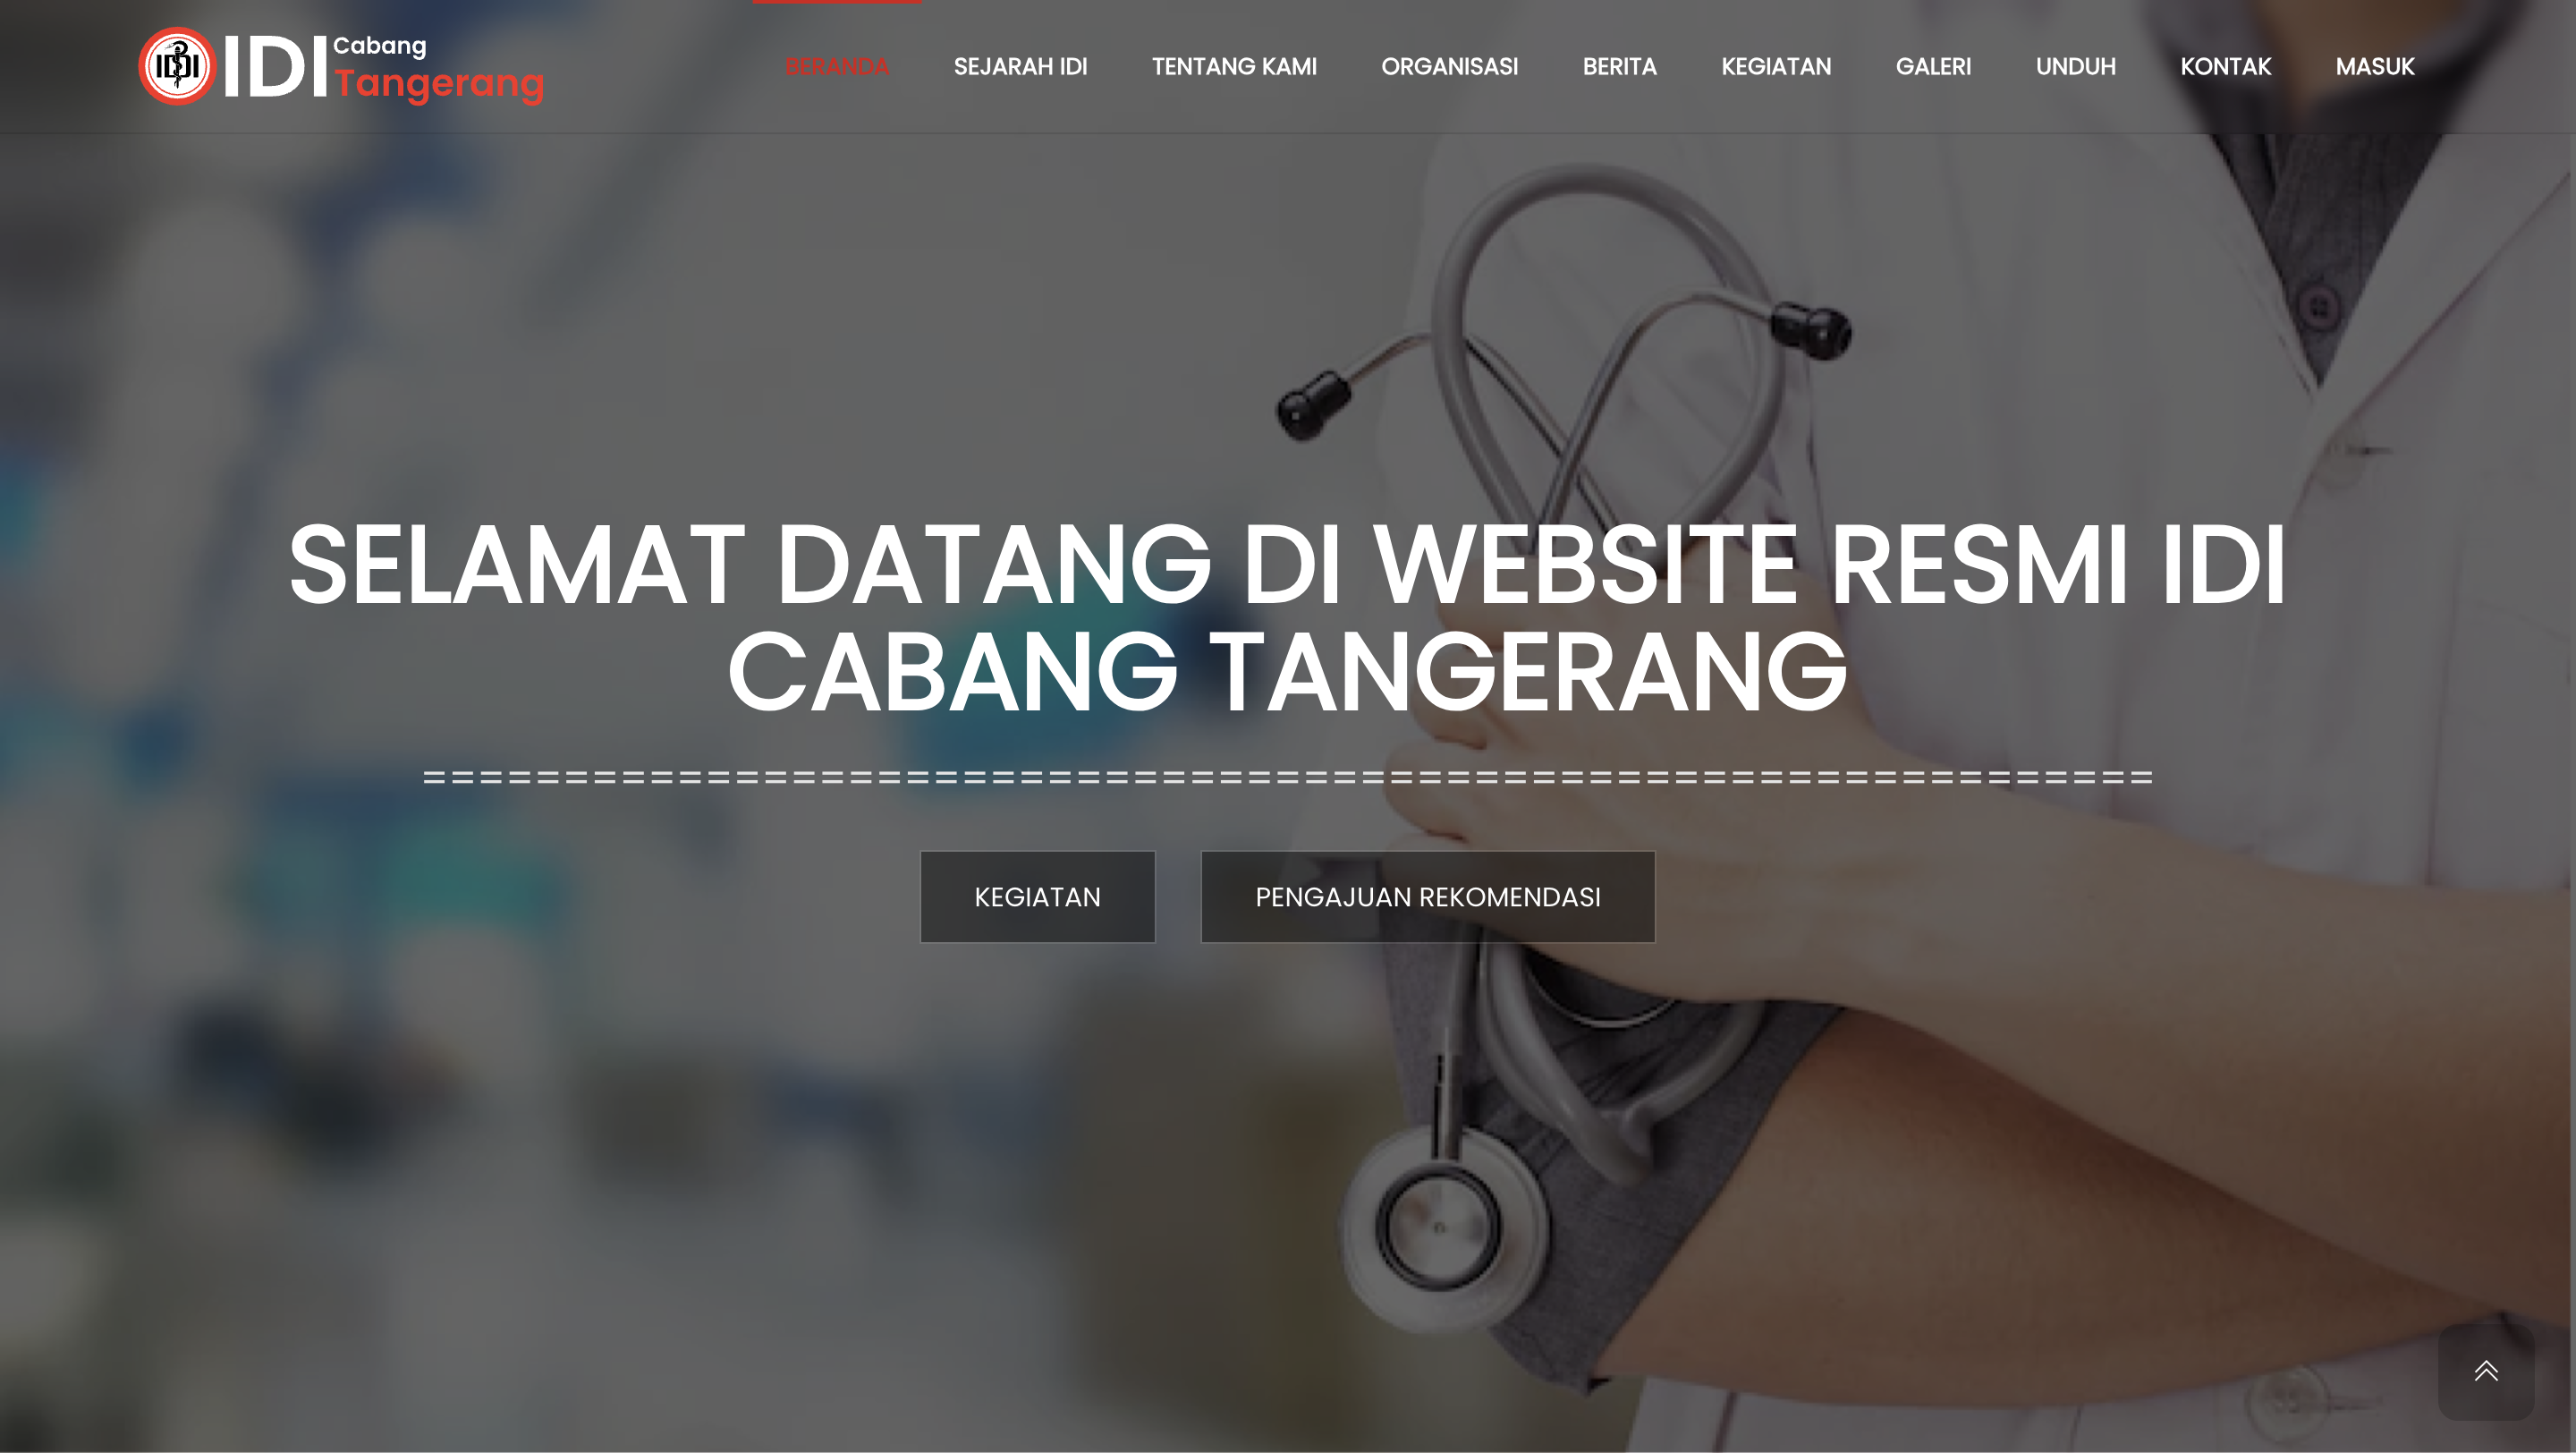 IDI Cabang Tangerang
BERANDA
SEJARAH IDI
TENTANG KAMI
ORGANISASI
BERITA
KEGIATAN
GALERI
UNDUH
KONTAK
MASUK
SELAMAT DATANG DI WEBSITE RESMI IDI
CABANG TANGERANG
=============================================================
KEGIATAN
PENGAJUAN REKOMENDASI